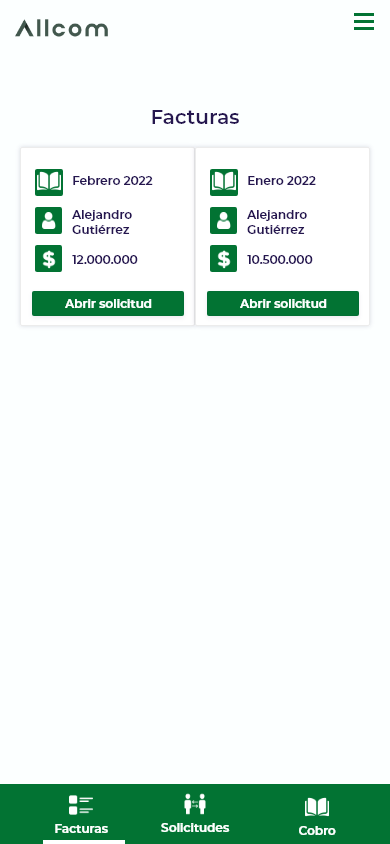 Allcom
Facturas
Febrero 2022
Alejandro
Gutiérrez
$
12.000.000
Abrir solicitud
Enero 2022
Alejandro
Gutiérrez
$
10.500.000
Abrir solicitud
Facturas
Solicitudes
Cobro